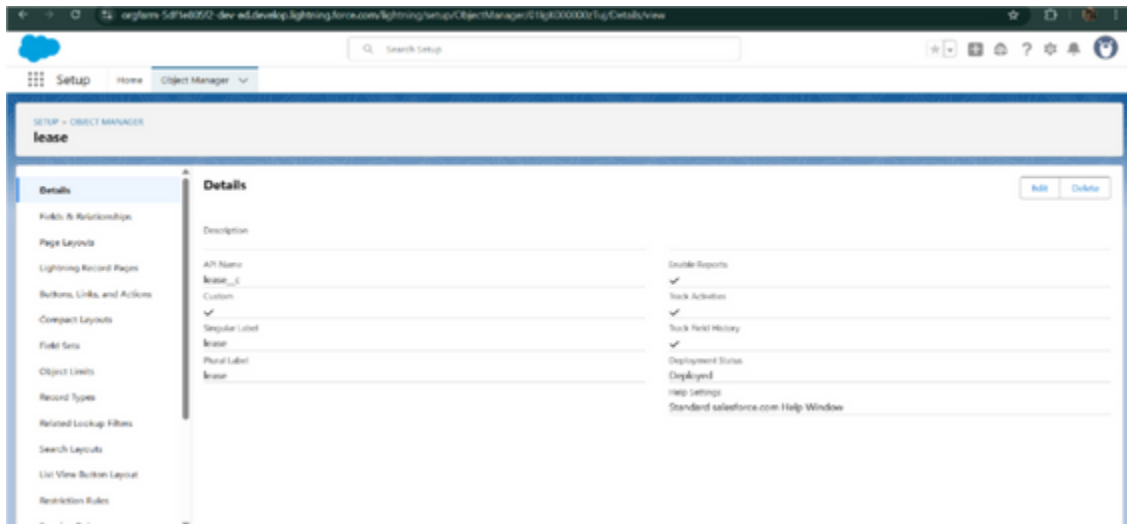 Search Setup
Setup Home Object Manager
SETUP > OBJECT MANAGER
lease
Details
Fields & Relationships
Page Layouts
Lightning Record Pages
Buttons, Links, and Actions
Compact Layouts
Field Sets
Object Limits
Record Types
Related Lookup Filters
Search Layouts
List View Button Layout
Restriction Rules
Details
Edit Delete
Description
API Name
lease__c
Custom
Singular Label
lease
Plural Label
lease
Enable Reports
Track Activities
Track Field History
Deployment Status
Deployed
Help Settings
Standard salesforce.com Help Window